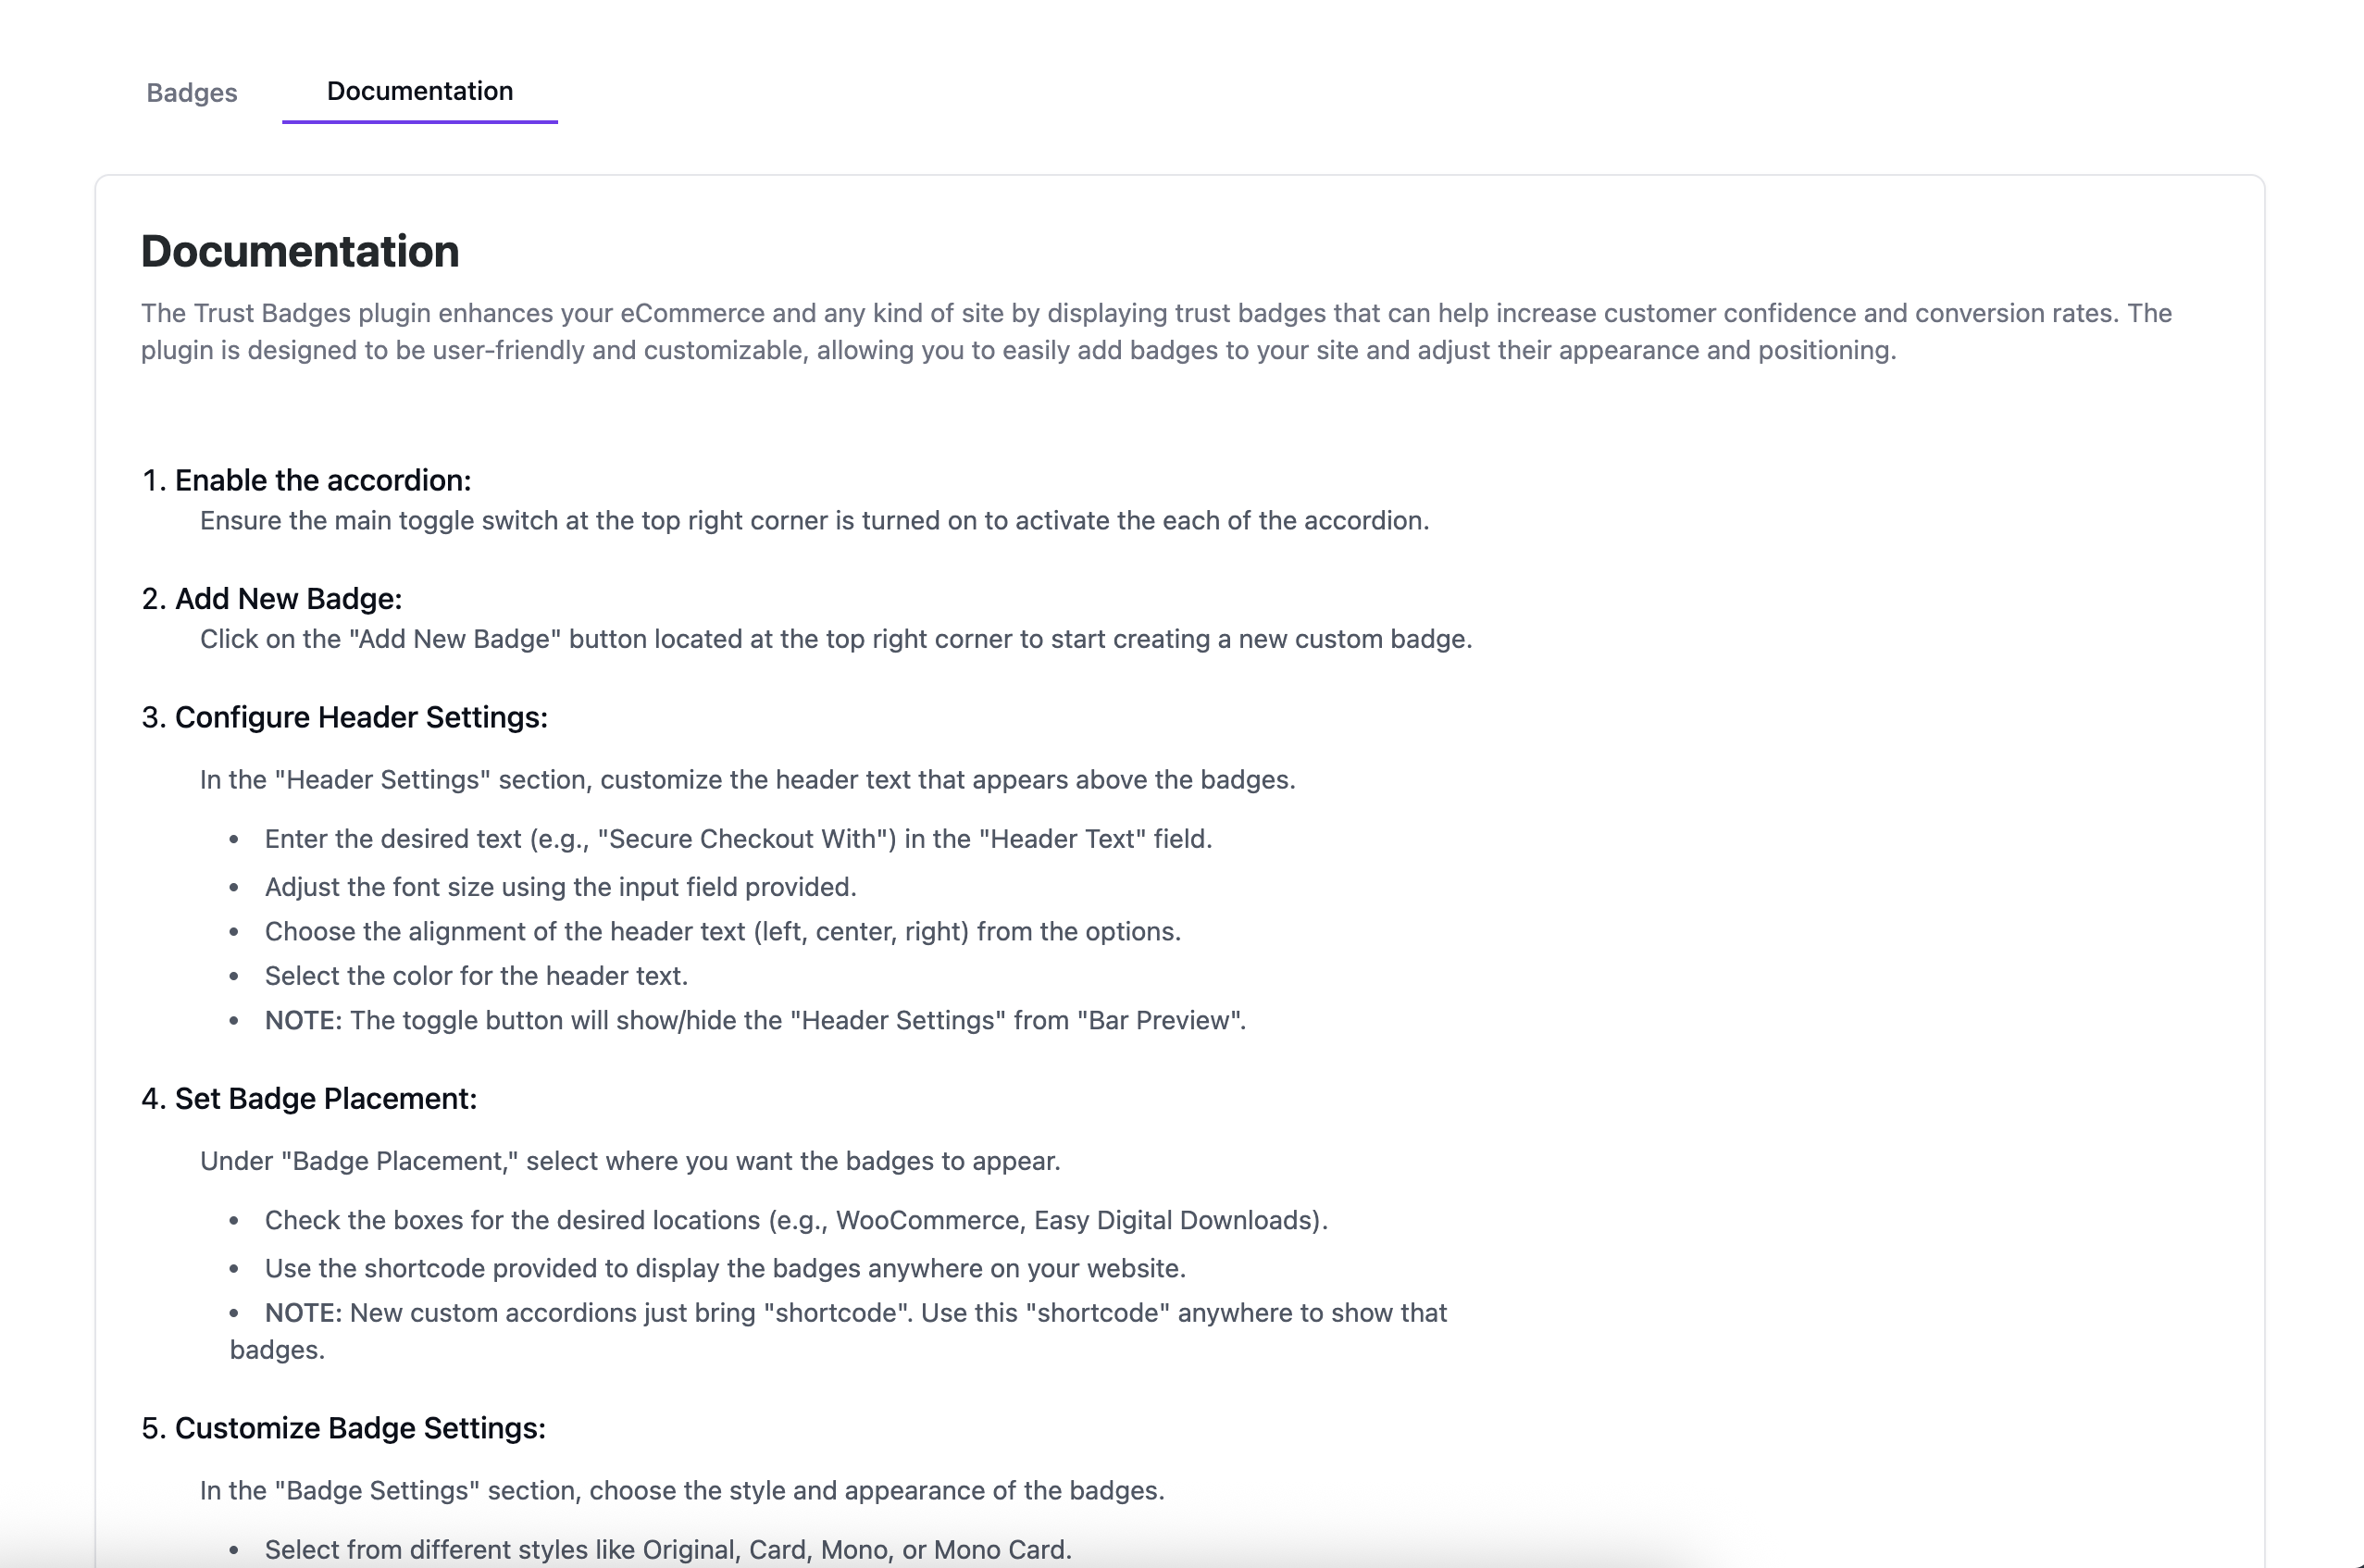 Badges
Documentation
Documentation
The Trust Badges plugin enhances your eCommerce and any kind of site by displaying trust badges that can help increase customer confidence and conversion rates. The
plugin is designed to be user-friendly and customizable, allowing you to easily add badges to your site and adjust their appearance and positioning.
1. Enable the accordion:
Ensure the main toggle switch at the top right corner is turned on to activate the each of the accordion.
2. Add New Badge:
Click on the "Add New Badge" button located at the top right corner to start creating a new custom badge.
3. Configure Header Settings:
In the "Header Settings" section, customize the header text that appears above the badges.
• Enter the desired text (e.g., "Secure Checkout With") in the "Header Text" field.
• Adjust the font size using the input field provided.
• Choose the alignment of the header text (left, center, right) from the options.
• Select the color for the header text.
• NOTE: The toggle button will show/hide the "Header Settings" from "Bar Preview".
4. Set Badge Placement:
Under "Badge Placement," select where you want the badges to appear.
• Check the boxes for the desired locations (e.g., WooCommerce, Easy Digital Downloads).
• Use the shortcode provided to display the badges anywhere on your website.
• NOTE: New custom accordions just bring "shortcode". Use this "shortcode" anywhere to show that
badges.
5. Customize Badge Settings:
In the "Badge Settings" section, choose the style and appearance of the badges.
• Select from different styles like Original, Card, Mono, or Mono Card.